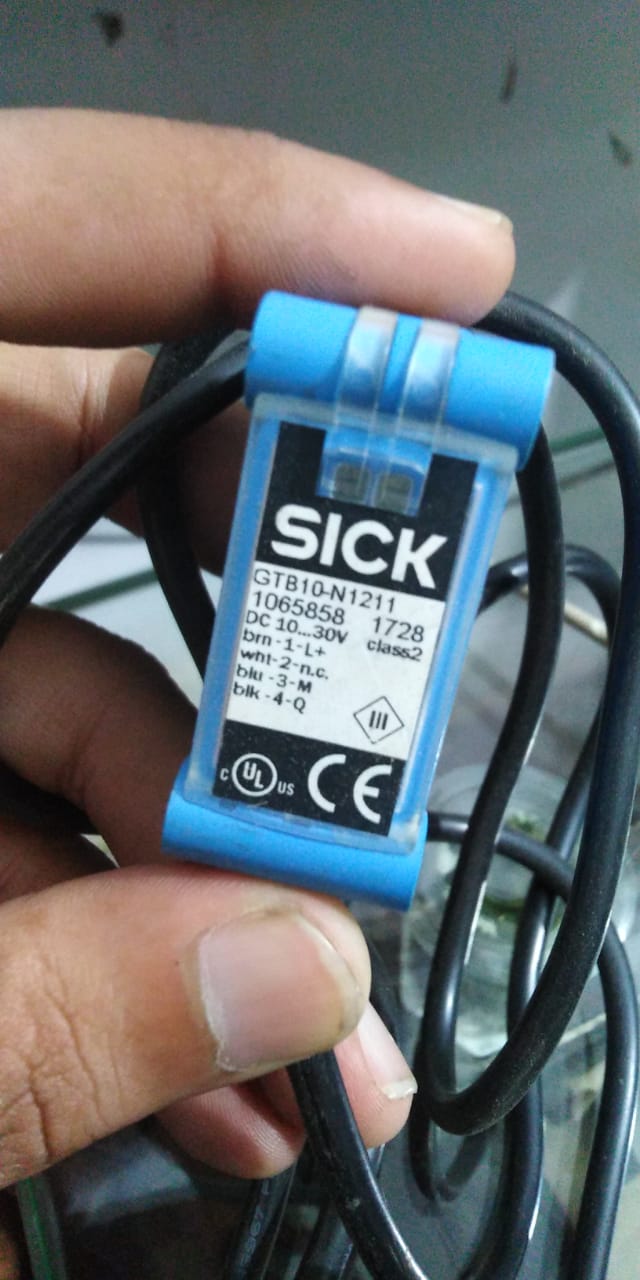 SICK
GTB10-N1211
1065858 1728
DC 10...30V class2
brn-1-L+
wht-2-n.c.
blu-3-M
blk-4-Q
III
C UL US CE